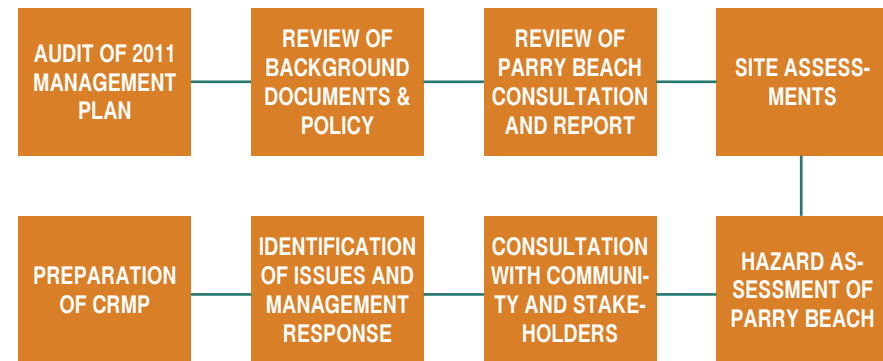 AUDIT OF 2011
MANAGEMENT
PLAN
REVIEW OF
BACKGROUND
DOCUMENTS &
POLICY
REVIEW OF
PARRY BEACH
CONSULTATION
AND REPORT
SITE ASSESS-
MENTS
HAZARD AS-
SESSMENT OF
PARRY BEACH
CONSULTATION
WITH COMMUNI-
TY AND STAKE-
HOLDERS
IDENTIFICATION
OF ISSUES AND
MANAGEMENT
RESPONSE
PREPARATION
OF CRMP